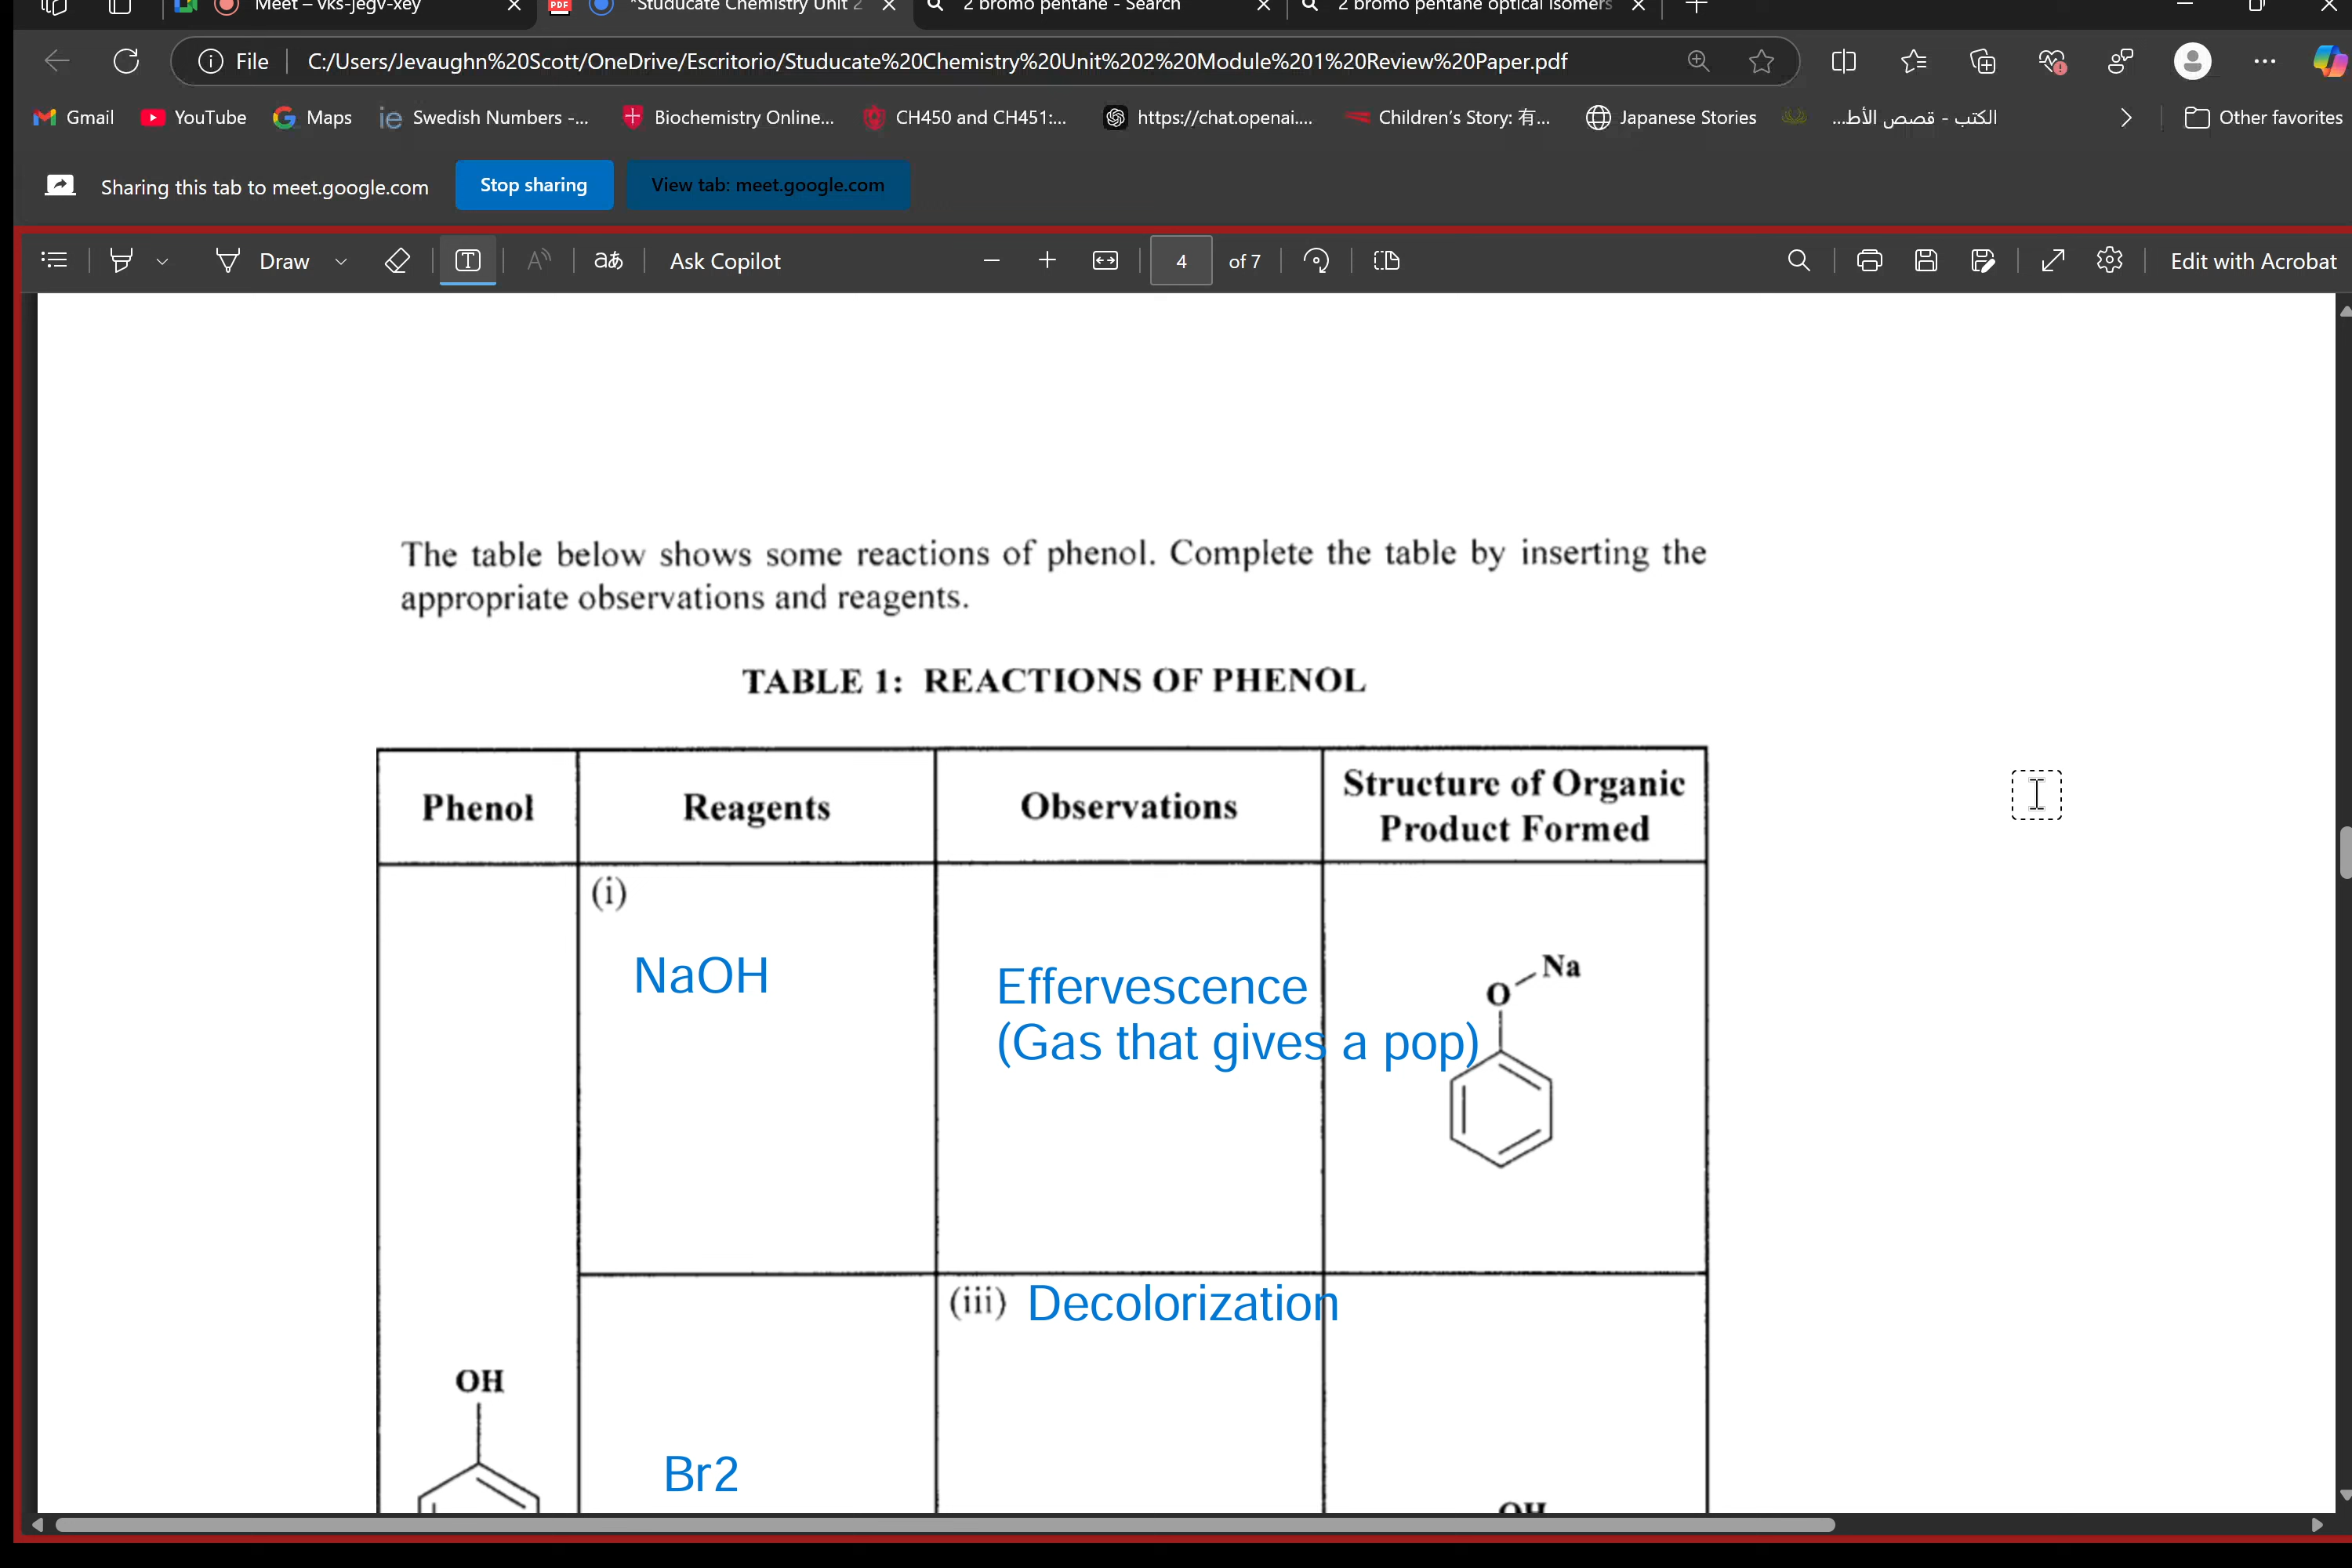 Meet – vks-jegv-xey
*Studucate Chemistry Unit 2
2 bromo pentane - Search
2 bromo pentane optical isomers
File
C:/Users/Jevaughn%20Scott/OneDrive/Escritorio/Studucate%20Chemistry%20Unit%202%20Module%201%20Review%20Paper.pdf
Gmail
YouTube
Maps
Swedish Numbers -...
Biochemistry Online...
CH450 and CH451:...
https://chat.openai....
Children's Story: 有...
Japanese Stories
الكتب - قصص الأط...
Other favorites
Sharing this tab to meet.google.com
Stop sharing
View tab: meet.google.com
Draw
aあ
Ask Copilot
4
of 7
Edit with Acrobat
The table below shows some reactions of phenol. Complete the table by inserting the
appropriate observations and reagents.
TABLE 1: REACTIONS OF PHENOL
Phenol
Reagents
Observations
Structure of Organic
Product Formed
(i)
NaOH
Effervescence
(Gas that gives a pop)
Na
O
(iii) Decolorization
OH
Br2
OH